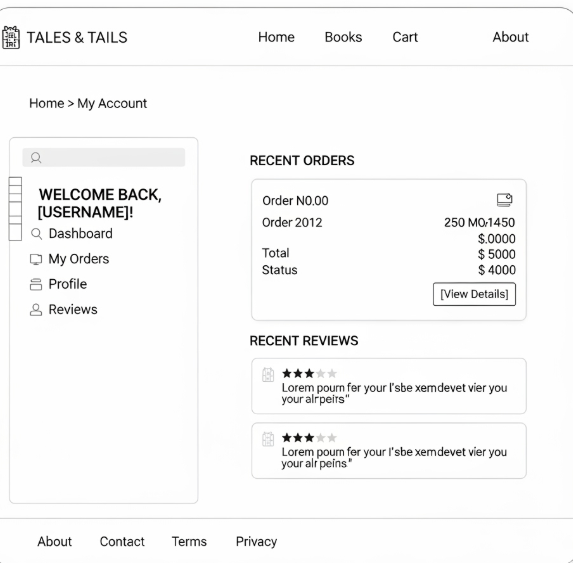 TALES & TAILS
Home Books Cart About
Home > My Account
WELCOME BACK,
[USERNAME]!
Dashboard
My Orders
Profile
Reviews
RECENT ORDERS
Order N0.00
Order 2012 250 MO/1450
$.0000
Total $ 5000
Status $ 4000
[View Details]
RECENT REVIEWS
Lorem poum fer your l'sbe xemdevet vier you
your alrpeirs"
Lorem poum fer your l'sbe xemdevet vier you
your alr peins"
About Contact Terms Privacy